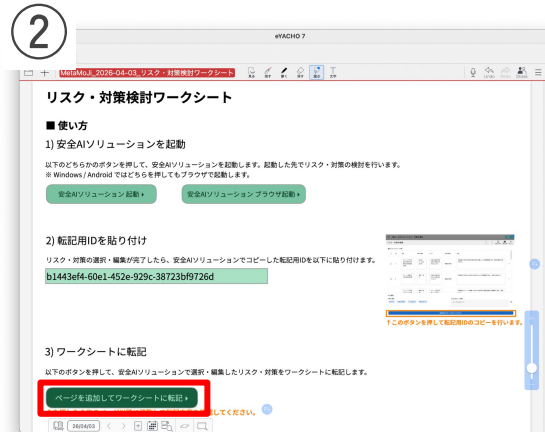 ②
eYACHO 7
MetaMoJi_2026-04-03_リスク・対策検討ワークシート
リスク・対策検討ワークシート
■ 使い方
1) 安全AIソリューションを起動
以下のどちらかのボタンを押して、安全AIソリューションを起動します。起動した先でリスク・対策の検討を行います。
※ Windows / Android ではどちらを押してもブラウザで起動します。
安全AIソリューション 起動
安全AIソリューション ブラウザ起動
2) 転記用IDを貼り付け
リスク・対策の選択・編集が完了したら、安全AIソリューションでコピーした転記用IDを以下に貼り付けます。
b1443ef4-60e1-452e-929c-38723bf9726d
↑このボタンを押して転記用IDのコピーを行います。
3) ワークシートに転記
以下のボタンを押して、安全AIソリューションで選択・編集したリスク・対策をワークシートに転記します。
ページを追加してワークシートに転記
してください。
26/04/03